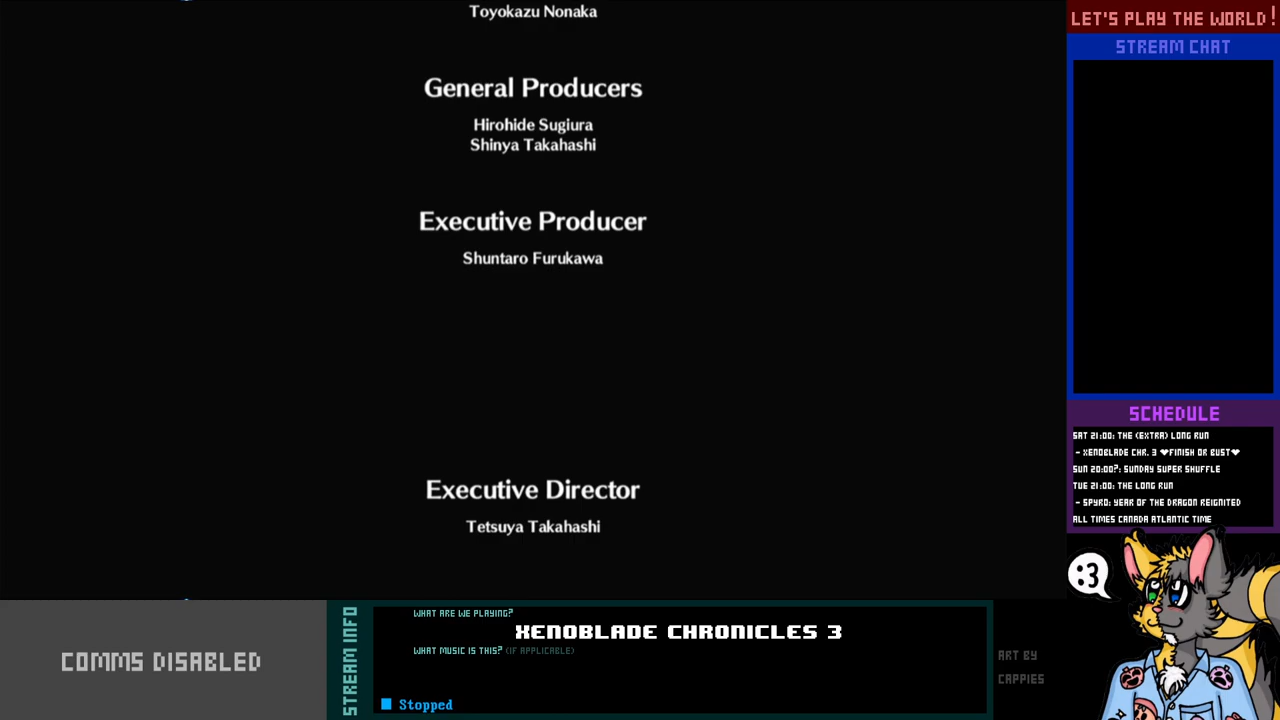 Toyokazu Nonaka
General Producers
Hirohide Sugiura
Shinya Takahashi
Executive Producer
Shuntaro Furukawa
Executive Director
Tetsuya Takahashi
LET'S PLAY THE WORLD!
STREAM CHAT
SCHEDULE
SAT 21:00: THE (EXTRA) LONG RUN
- XENOBLADE CHR. 3 ♥FINISH OR BUST♥
SUN 20:00?: SUNDAY SUPER SHUFFLE
TUE 21:00: THE LONG RUN
- SPYRO: YEAR OF THE DRAGON REIGNITED
ALL TIMES CANADA ATLANTIC TIME
:3
COMMS DISABLED
STREAM INFO
WHAT ARE WE PLAYING?
XENOBLADE CHRONICLES 3
WHAT MUSIC IS THIS? (IF APPLICABLE)
Stopped
ART BY
CAPPIES